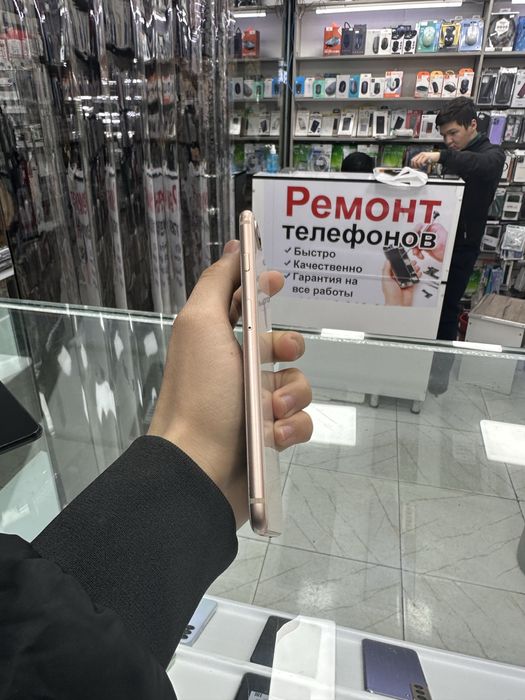 Ремонт
телефонов
✓ Быстро
✓ Качественно
✓ Гарантия на
все работы